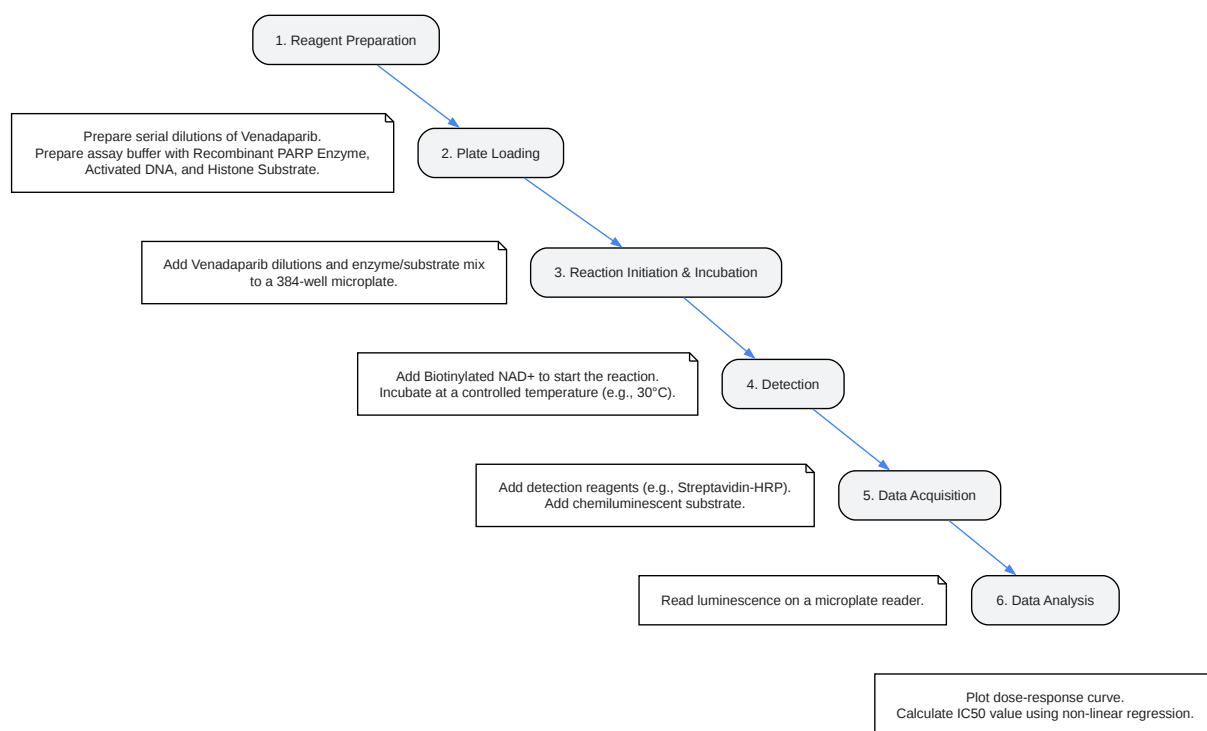 1. Reagent Preparation
Prepare serial dilutions of Venadaparib.
Prepare assay buffer with Recombinant PARP Enzyme,
Activated DNA, and Histone Substrate.
2. Plate Loading
Add Venadaparib dilutions and enzyme/substrate mix
to a 384-well microplate.
3. Reaction Initiation & Incubation
Add Biotinylated NAD+ to start the reaction.
Incubate at a controlled temperature (e.g., 30°C).
4. Detection
Add detection reagents (e.g., Streptavidin-HRP).
Add chemiluminescent substrate.
5. Data Acquisition
Read luminescence on a microplate reader.
6. Data Analysis
Plot dose-response curve.
Calculate IC50 value using non-linear regression.